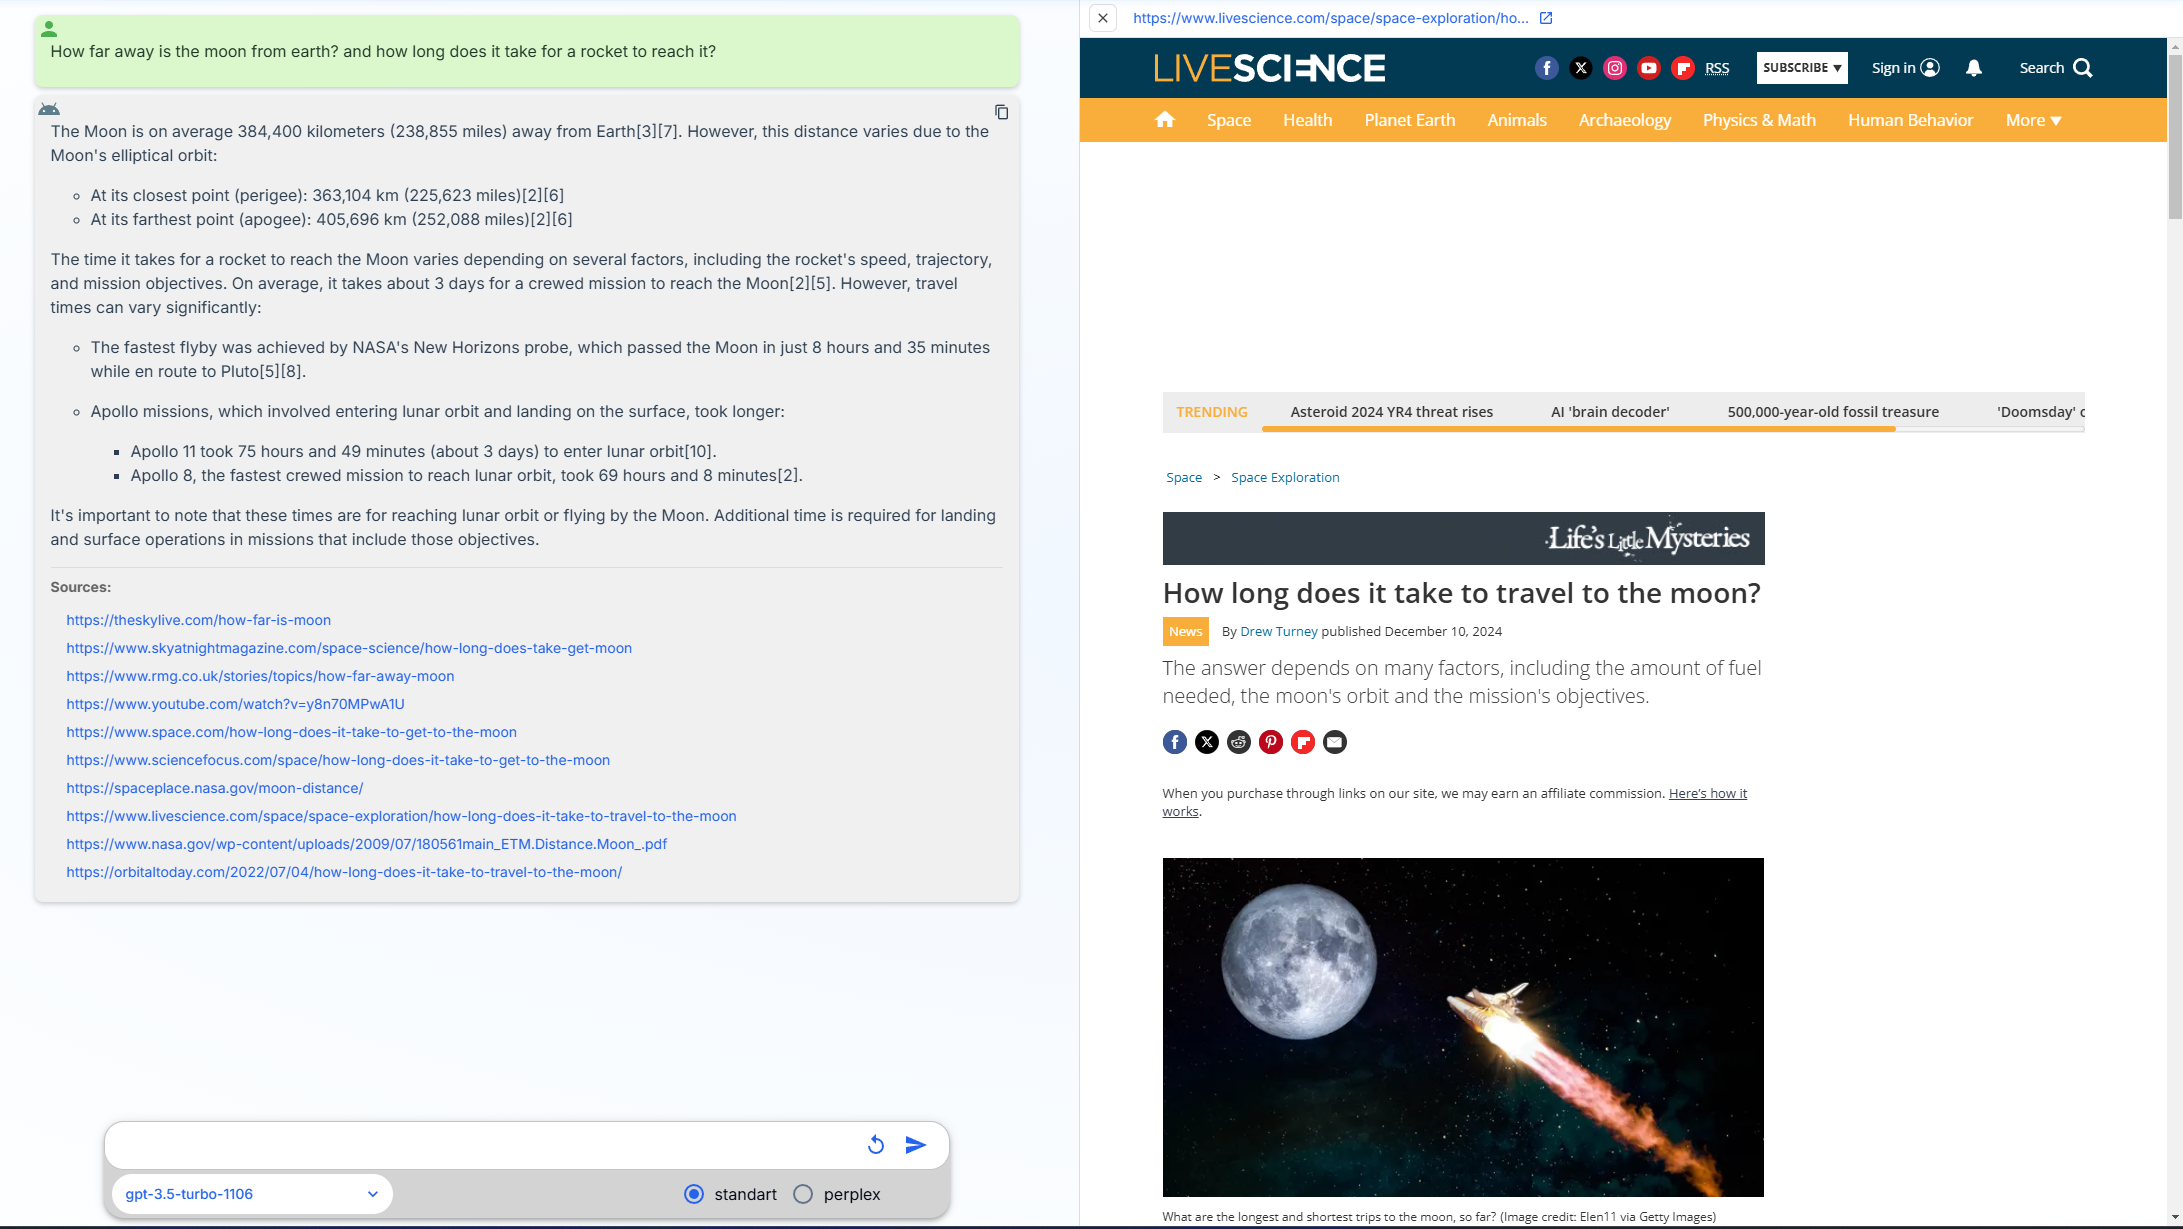 How far away is the moon from earth? and how long does it take for a rocket to reach it?
The Moon is on average 384,400 kilometers (238,855 miles) away from Earth[3][7]. However, this distance varies due to the
Moon's elliptical orbit:
At its closest point (perigee): 363,104 km (225,623 miles)[2][6]
At its farthest point (apogee): 405,696 km (252,088 miles)[2][6]
The time it takes for a rocket to reach the Moon varies depending on several factors, including the rocket's speed, trajectory,
and mission objectives. On average, it takes about 3 days for a crewed mission to reach the Moon[2][5]. However, travel
times can vary significantly:
The fastest flyby was achieved by NASA's New Horizons probe, which passed the Moon in just 8 hours and 35 minutes
while en route to Pluto[5][8].
Apollo missions, which involved entering lunar orbit and landing on the surface, took longer:
Apollo 11 took 75 hours and 49 minutes (about 3 days) to enter lunar orbit[10].
Apollo 8, the fastest crewed mission to reach lunar orbit, took 69 hours and 8 minutes[2].
It's important to note that these times are for reaching lunar orbit or flying by the Moon. Additional time is required for landing
and surface operations in missions that include those objectives.
Sources:
https://theskylive.com/how-far-is-moon
https://www.skyatnightmagazine.com/space-science/how-long-does-take-get-moon
https://www.rmg.co.uk/stories/topics/how-far-away-moon
https://www.youtube.com/watch?v=y8n70MPwA1U
https://www.space.com/how-long-does-it-take-to-get-to-the-moon
https://www.sciencefocus.com/space/how-long-does-it-take-to-get-to-the-moon
https://spaceplace.nasa.gov/moon-distance/
https://www.livescience.com/space/space-exploration/how-long-does-it-take-to-travel-to-the-moon
https://www.nasa.gov/wp-content/uploads/2009/07/180561main_ETM.Distance.Moon_.pdf
https://orbitaltoday.com/2022/07/04/how-long-does-it-take-to-travel-to-the-moon/
gpt-3.5-turbo-1106
standart perplex
https://www.livescience.com/space/space-exploration/ho...
LIVESCIENCE
RSS SUBSCRIBE ▼ Sign in Search
Space Health Planet Earth Animals Archaeology Physics & Math Human Behavior More ▼
TRENDING Asteroid 2024 YR4 threat rises AI 'brain decoder' 500,000-year-old fossil treasure 'Doomsday' c
Space > Space Exploration
Life's Little Mysteries
How long does it take to travel to the moon?
News By Drew Turney published December 10, 2024
The answer depends on many factors, including the amount of fuel
needed, the moon's orbit and the mission's objectives.
When you purchase through links on our site, we may earn an affiliate commission. Here's how it
works.
What are the longest and shortest trips to the moon, so far? (Image credit: Elen11 via Getty Images)